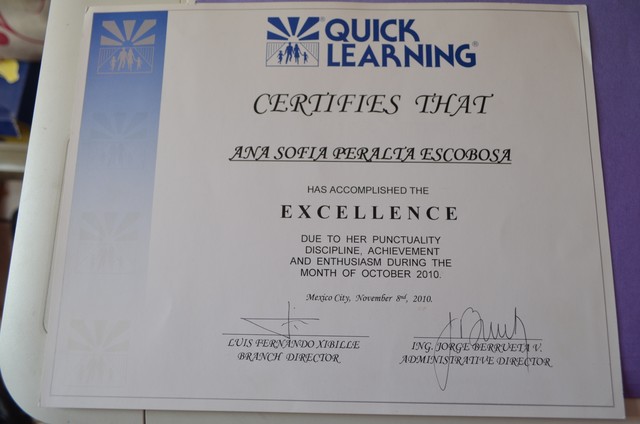 QUICK
LEARNING®
CERTIFIES THAT
ANA SOFIA PERALTA ESCOBOSA
HAS ACCOMPLISHED THE
EXCELLENCE
DUE TO HER PUNCTUALITY
DISCIPLINE, ACHIEVEMENT
AND ENTHUSIASM DURING THE
MONTH OF OCTOBER 2010.
Mexico City, November 8nd, 2010.
LUIS FERNANDO XIBILLE
BRANCH DIRECTOR
ING. JORGE BERRUETA V.
ADMINISTRATIVE DIRECTOR